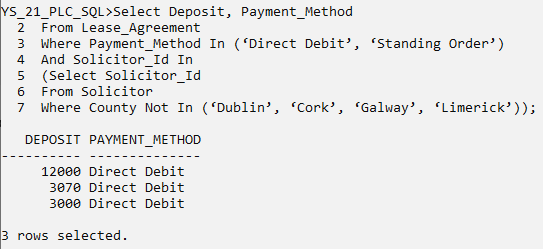 YS_21_PLC_SQL>Select Deposit, Payment_Method
2 From Lease_Agreement
3 Where Payment_Method In (‘Direct Debit’, ‘Standing Order’)
4 And Solicitor_Id In
5 (Select Solicitor_Id
6 From Solicitor
7 Where County Not In (‘Dublin’, ‘Cork’, ‘Galway’, ‘Limerick’));
DEPOSIT PAYMENT_METHOD
---------- --------------
12000 Direct Debit
3070 Direct Debit
3000 Direct Debit
3 rows selected.